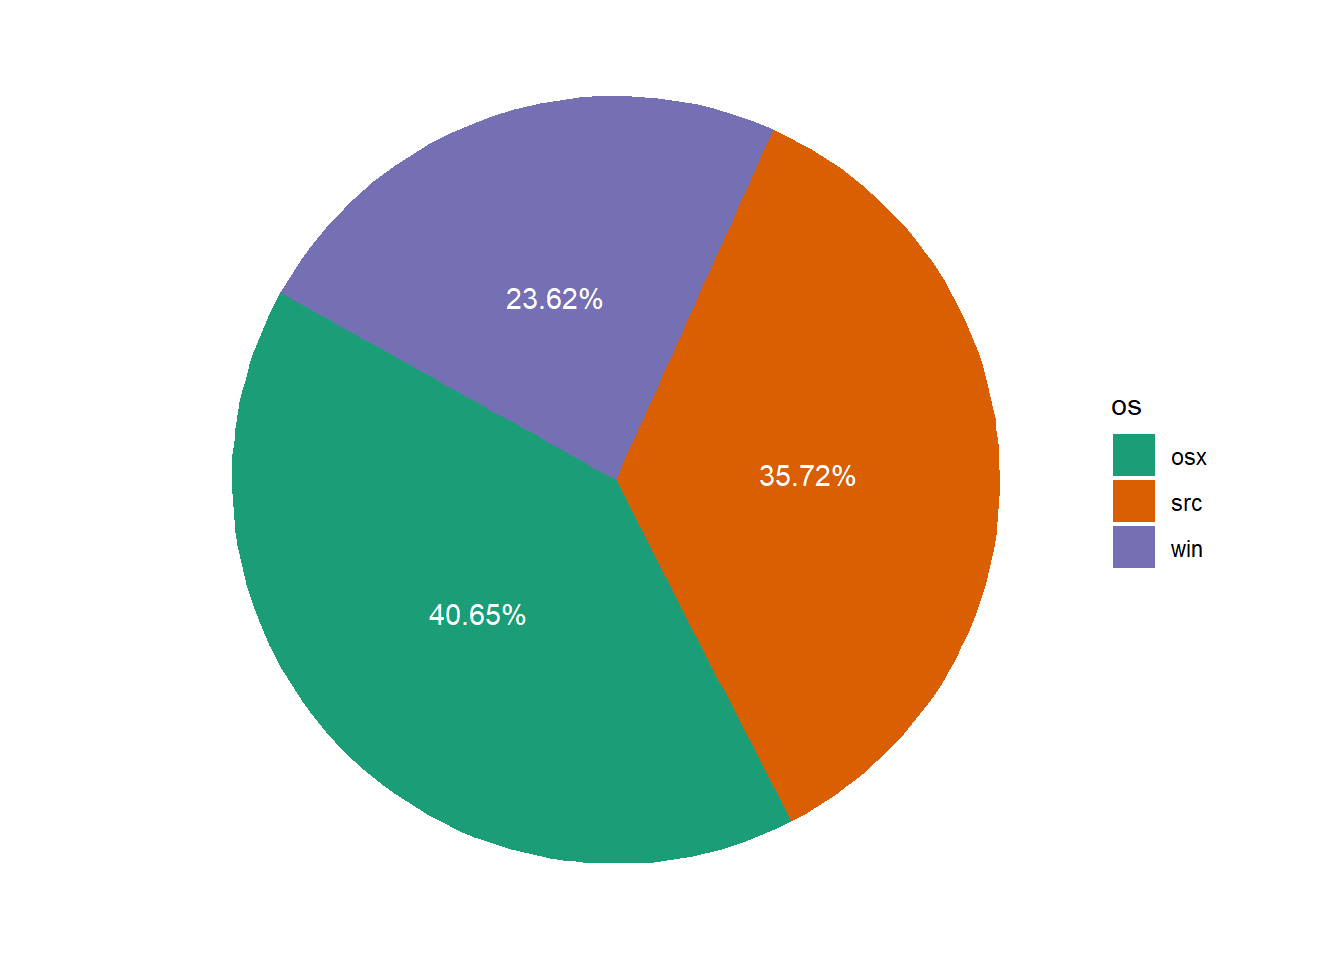 23.62%
35.72%
40.65%
os
osx
src
win